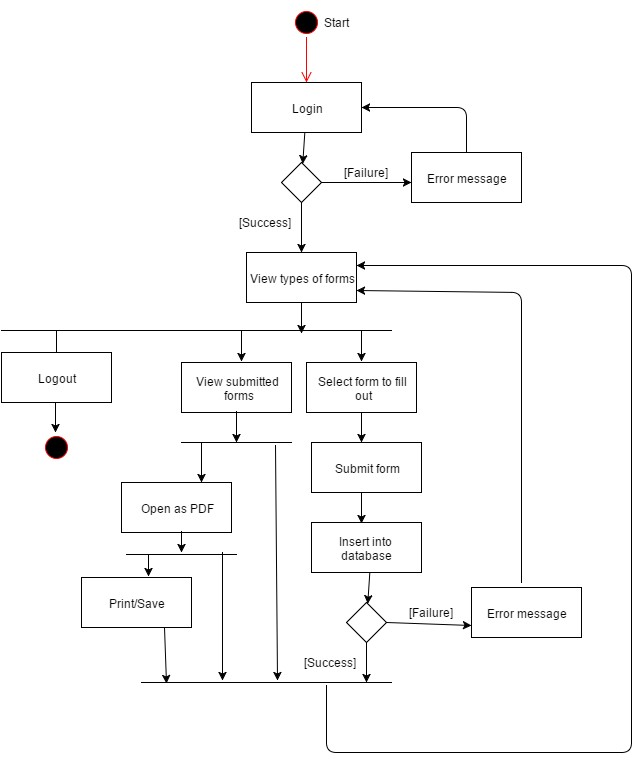 Start
Login
[Failure]
Error message
[Success]
View types of forms
Logout
View submitted
forms
Select form to fill
out
Submit form
Open as PDF
Insert into
database
Print/Save
[Failure]
Error message
[Success]